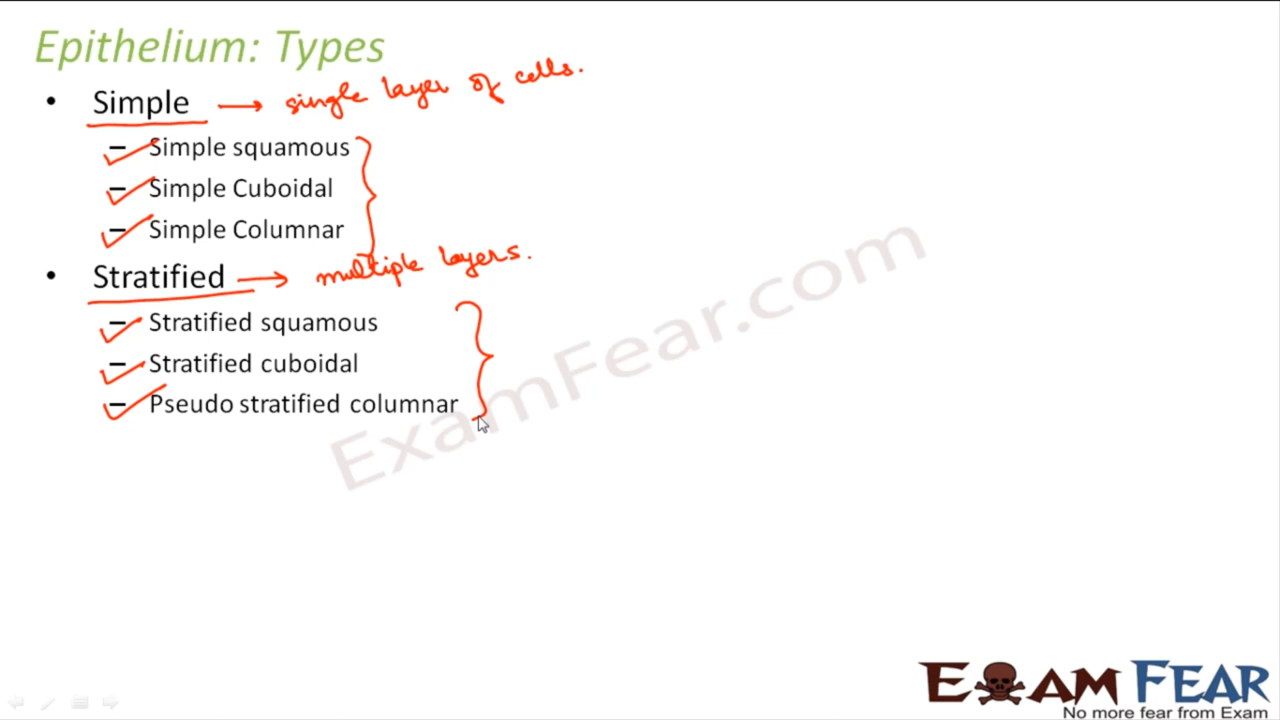 Epithelium: Types
• Simple → single layer of cells.
– Simple squamous
– Simple Cuboidal
– Simple Columnar
• Stratified → multiple layers.
– Stratified squamous
– Stratified cuboidal
– Pseudo stratified columnar
ExamFear.com
EXAM FEAR
No more fear from Exam